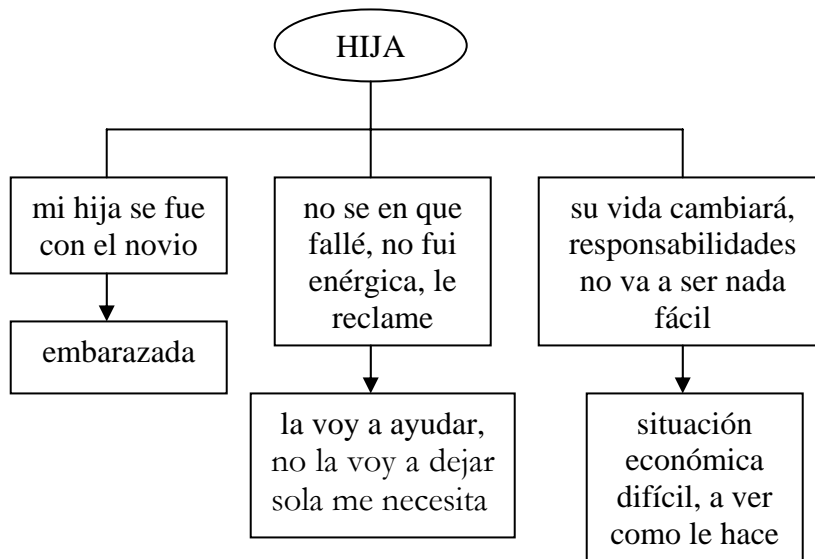 HIJA
mi hija se fue
con el novio
embarazada
no se en que
fallé, no fui
enérgica, le
reclame
la voy a ayudar,
no la voy a dejar
sola me necesita
su vida cambiará,
responsabilidades
no va a ser nada
fácil
situación
económica
difícil, a ver
como le hace